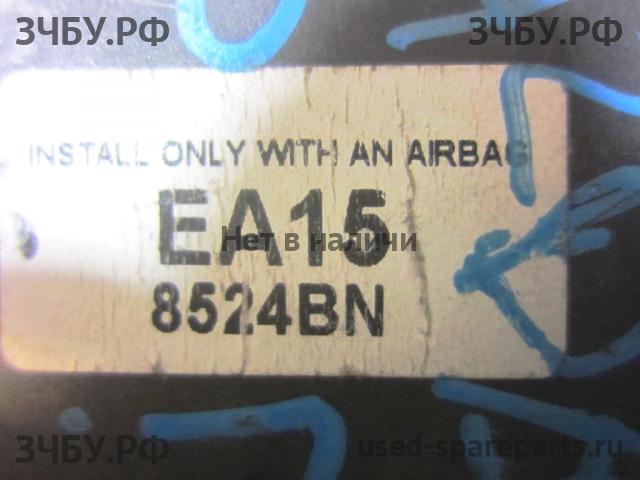 ЗЧБУ.РФ
ЗЧБУ.РФ
INSTALL ONLY WITH AN AIRBAG
EA15
Нет в наличи
8524BN
ЗЧБУ.РФ
used-spareparts.ru